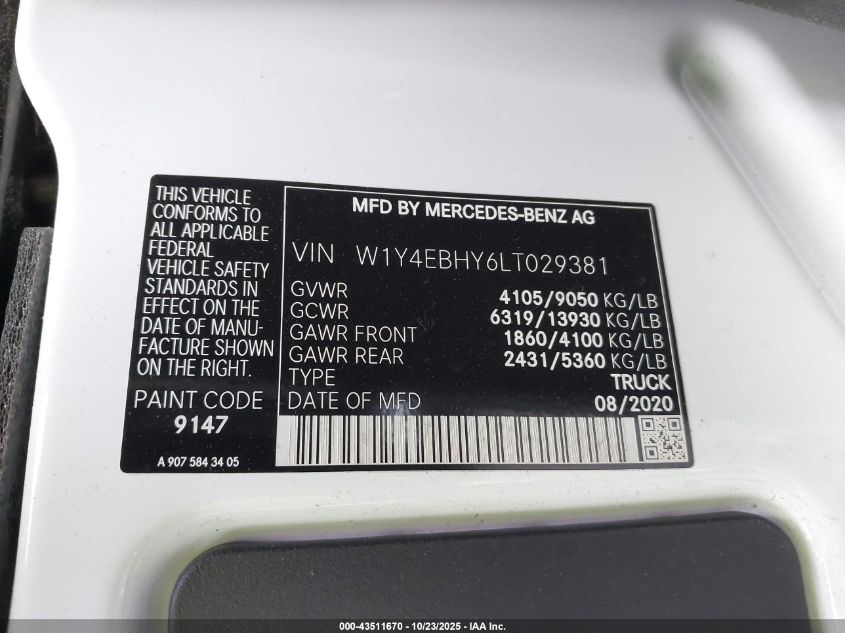 THIS VEHICLE
CONFORMS TO
ALL APPLICABLE
FEDERAL
VEHICLE SAFETY
STANDARDS IN
EFFECT ON THE
DATE OF MANU-
FACTURE SHOWN
ON THE RIGHT.
PAINT CODE
9147
A 907 584 34 05
MFD BY MERCEDES-BENZ AG
VIN W1Y4EBHY6LT029381
GVWR 4105/9050 KG/LB
GCWR 6319/13930 KG/LB
GAWR FRONT 1860/4100 KG/LB
GAWR REAR 2431/5360 KG/LB
TYPE TRUCK
DATE OF MFD 08/2020
000-43511670 - 10/23/2025 - IAA Inc.